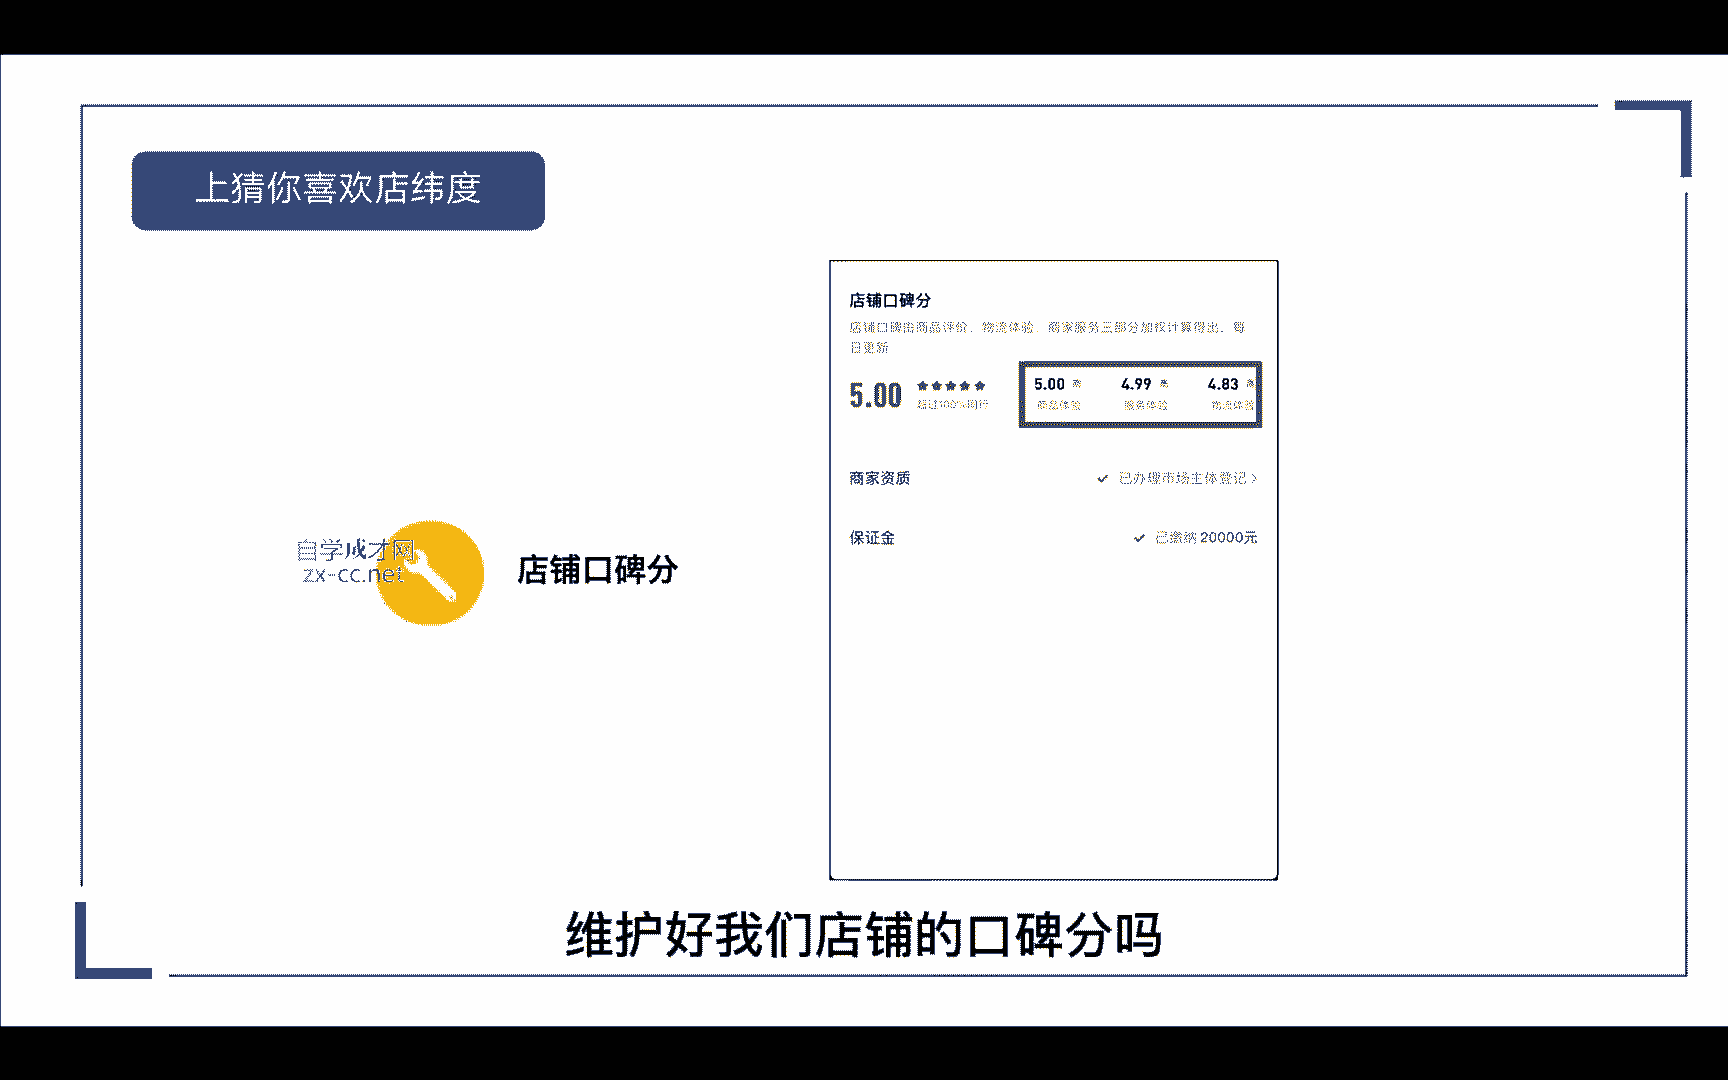 上猜你喜欢店纬度
店铺口碑分
店铺口碑由商品评价、物流体验、商家服务三部分加权计算得出，每
日更新
5.00 ★★★★★
超过100%同行
5.00 高 4.99 高 4.83 高
商品体验 服务体验 物流体验
商家资质 ✓ 已办理市场主体登记 >
保证金 ✓ 已缴纳 20000元
自学成才网
zx-cc.net
店铺口碑分
维护好我们店铺的口碑分吗